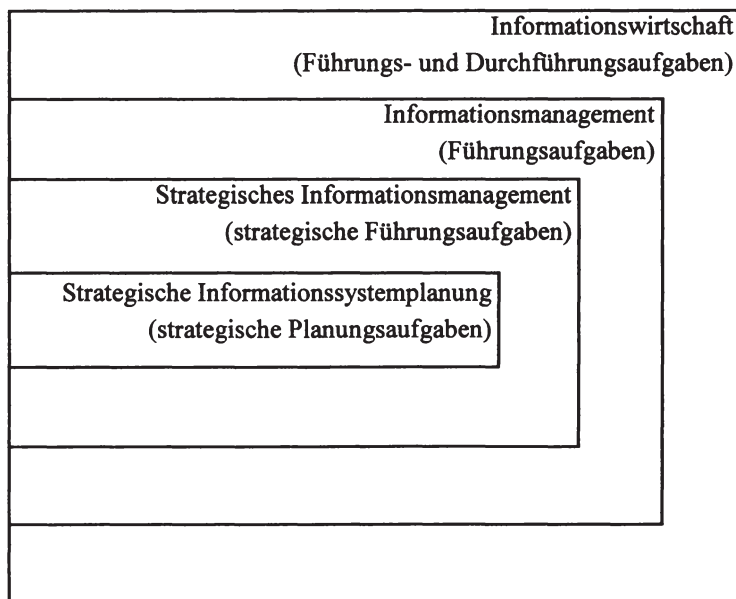 Informationswirtschaft
(Führungs- und Durchführungsaufgaben)
Informationsmanagement
(Führungsaufgaben)
Strategisches Informationsmanagement
(strategische Führungsaufgaben)
Strategische Informationssystemplanung
(strategische Planungsaufgaben)